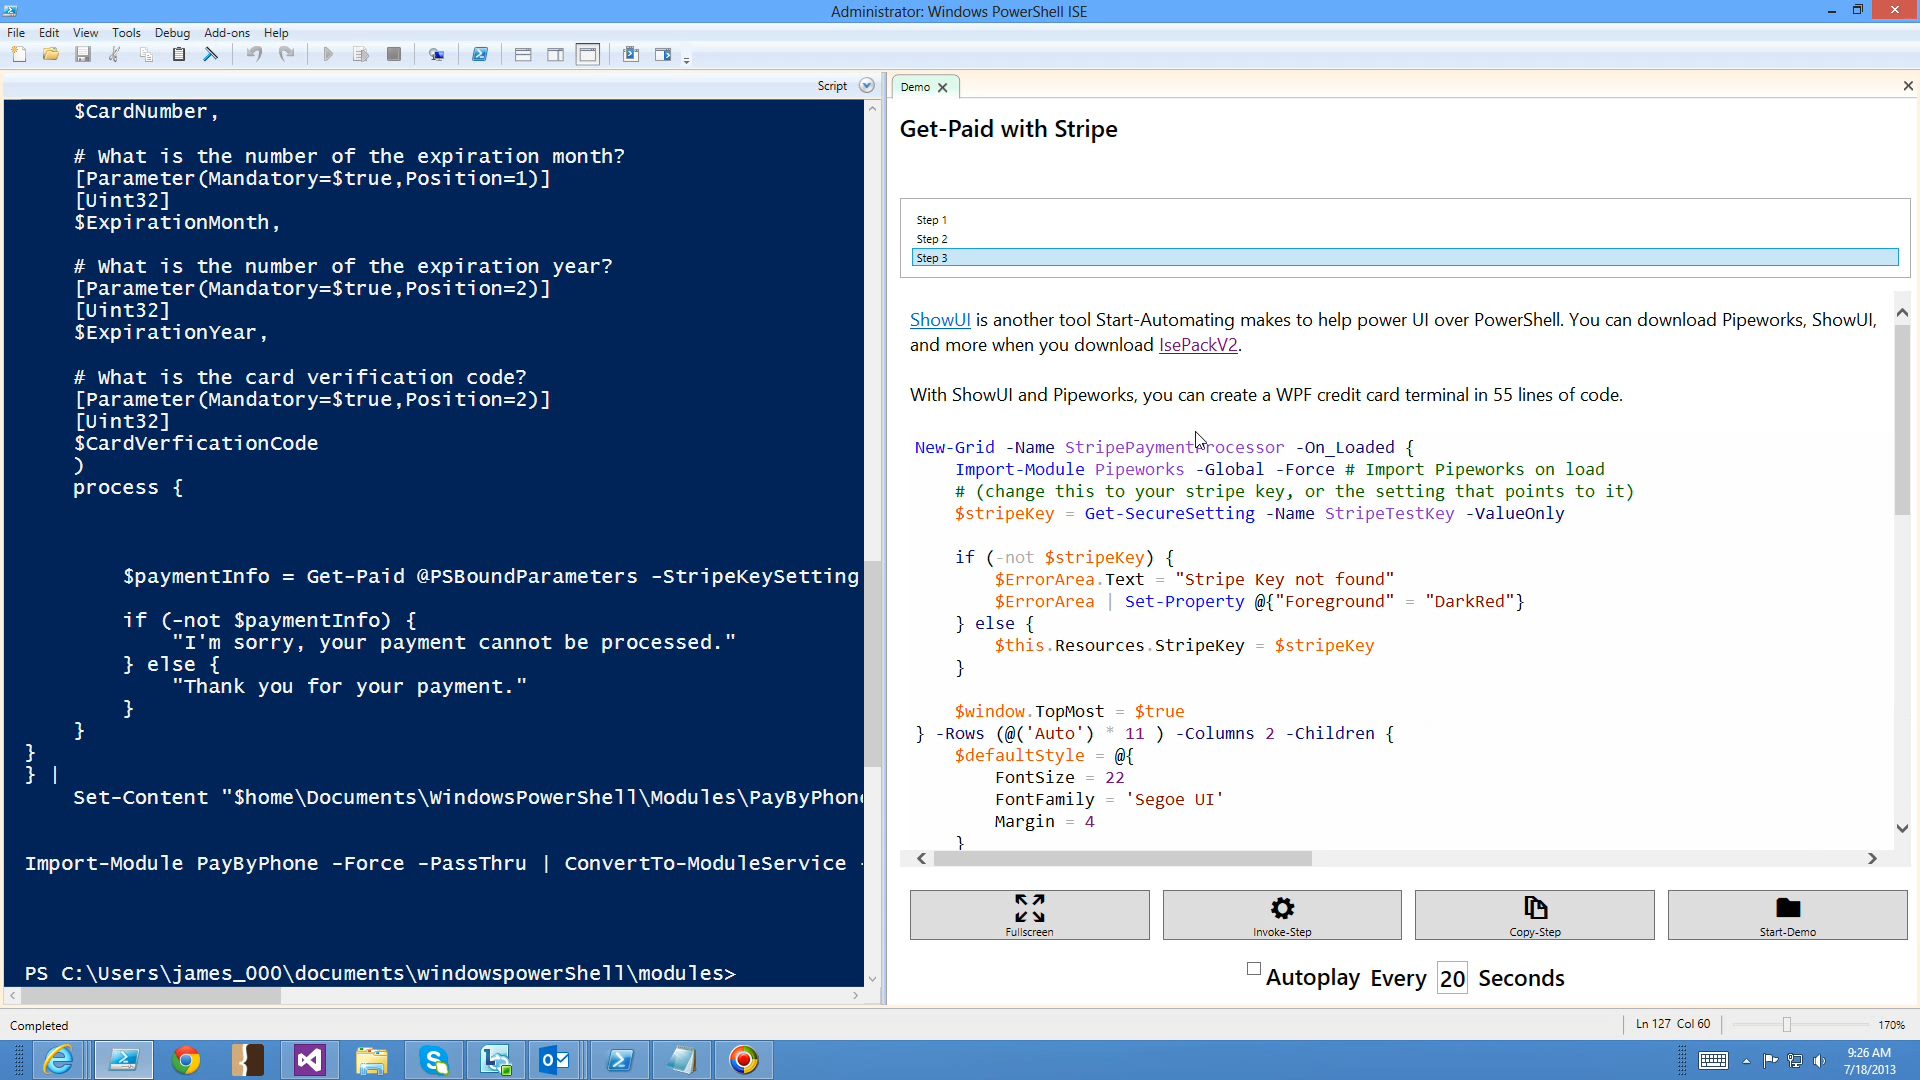 Administrator: Windows PowerShell ISE
File Edit View Tools Debug Add-ons Help
Script
$CardNumber,
# What is the number of the expiration month?
[Parameter(Mandatory=$true,Position=1)]
[Uint32]
$ExpirationMonth,
# What is the number of the expiration year?
[Parameter(Mandatory=$true,Position=2)]
[Uint32]
$ExpirationYear,
# What is the card verification code?
[Parameter(Mandatory=$true,Position=2)]
[Uint32]
$CardVerficationCode
)
process {
$paymentInfo = Get-Paid @PSBoundParameters -StripeKeySetting
if (-not $paymentInfo) {
"I'm sorry, your payment cannot be processed."
} else {
"Thank you for your payment."
}
}
}
} |
Set-Content "$home\Documents\WindowsPowerShell\Modules\PayByPhone
Import-Module PayByPhone -Force -PassThru | ConvertTo-ModuleService -
PS C:\Users\james_000\documents\windowspowerShell\modules>
Demo
Get-Paid with Stripe
Step 1
Step 2
Step 3
ShowUI is another tool Start-Automating makes to help power UI over PowerShell. You can download Pipeworks, ShowUI,
and more when you download IsePackV2.
With ShowUI and Pipeworks, you can create a WPF credit card terminal in 55 lines of code.
New-Grid -Name StripePaymentProcessor -On_Loaded {
Import-Module Pipeworks -Global -Force # Import Pipeworks on load
# (change this to your stripe key, or the setting that points to it)
$stripeKey = Get-SecureSetting -Name StripeTestKey -ValueOnly
if (-not $stripeKey) {
$ErrorArea.Text = "Stripe Key not found"
$ErrorArea | Set-Property @{"Foreground" = "DarkRed"}
} else {
$this.Resources.StripeKey = $stripeKey
}
$window.TopMost = $true
} -Rows (@('Auto') * 11 ) -Columns 2 -Children {
$defaultStyle = @{
FontSize = 22
FontFamily = 'Segoe UI'
Margin = 4
}
Fullscreen
Invoke-Step
Copy-Step
Start-Demo
Autoplay Every 20 Seconds
Completed
Ln 127 Col 60
170%
9:26 AM
7/18/2013